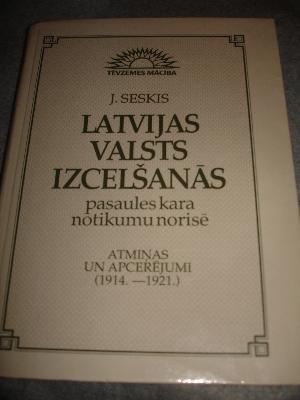 TĒVZEMES MĀCĪBA
J. SESKIS
LATVIJAS
VALSTS
IZCELŠANĀS
pasaules kara
notikumu norisē
ATMIŅAS
UN APCERĒJUMI
(1914. —1921.)